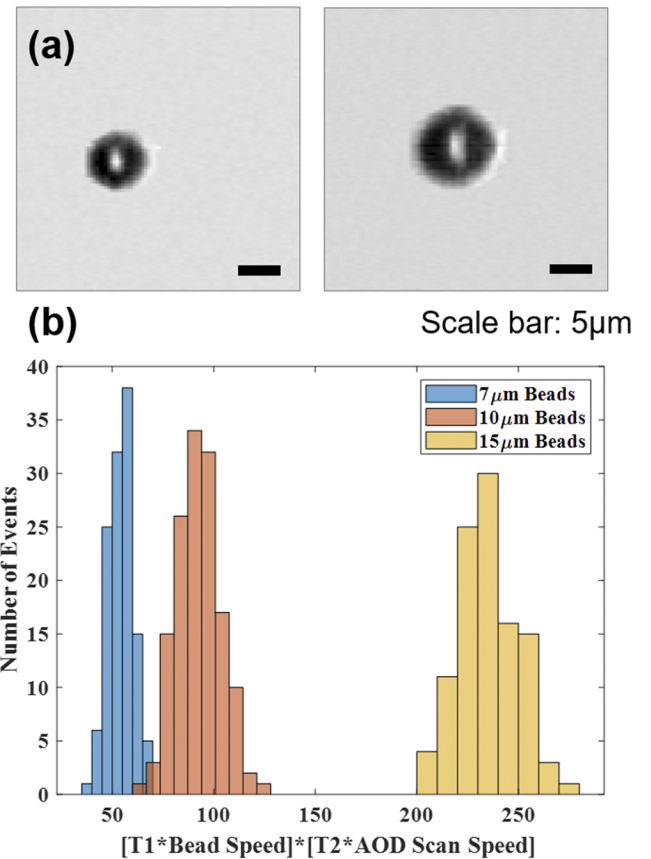 (a)
(b)
Scale bar: 5μm
40
35
30
25
20
15
10
5
0
Number of Events
7μm Beads
10μm Beads
15μm Beads
50 100 150 200 250
[T1*Bead Speed]*[T2*AOD Scan Speed]